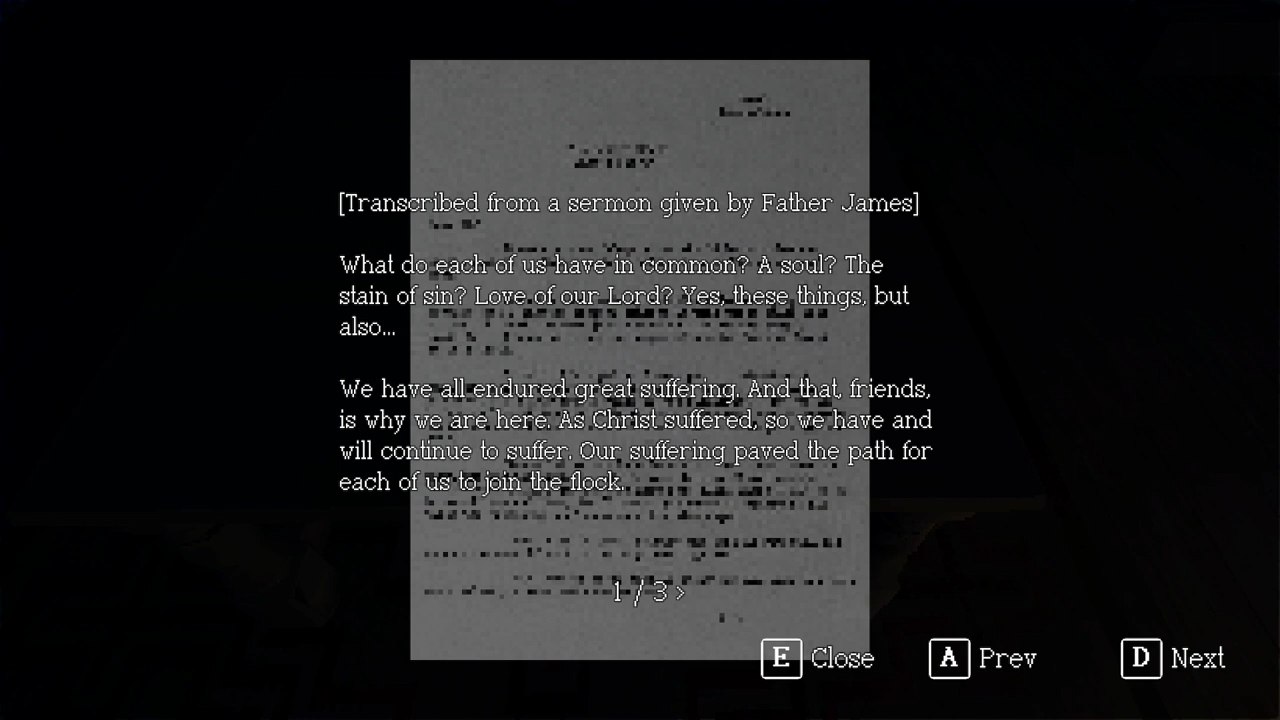 [Transcribed from a sermon given by Father James]
What do each of us have in common? A soul? The
stain of sin? Love of our Lord? Yes, these things, but
also...
We have all endured great suffering. And that, friends,
is why we are here. As Christ suffered, so we have and
will continue to suffer. Our suffering paved the path for
each of us to join the flock.
1 / 3 >
E Close A Prev D Next